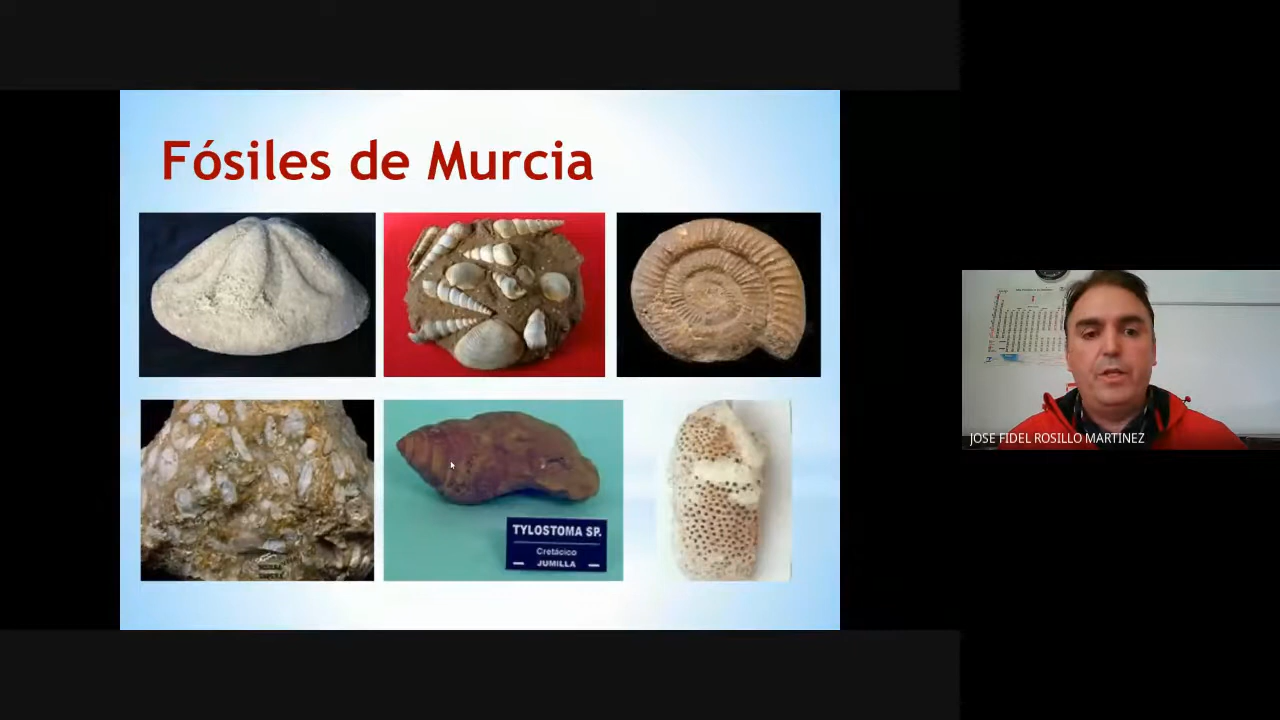 Fósiles de Murcia
TYLOSTOMA SP.
Cretácico
JUMILLA
JOSE FIDEL ROSILLO MARTINEZ